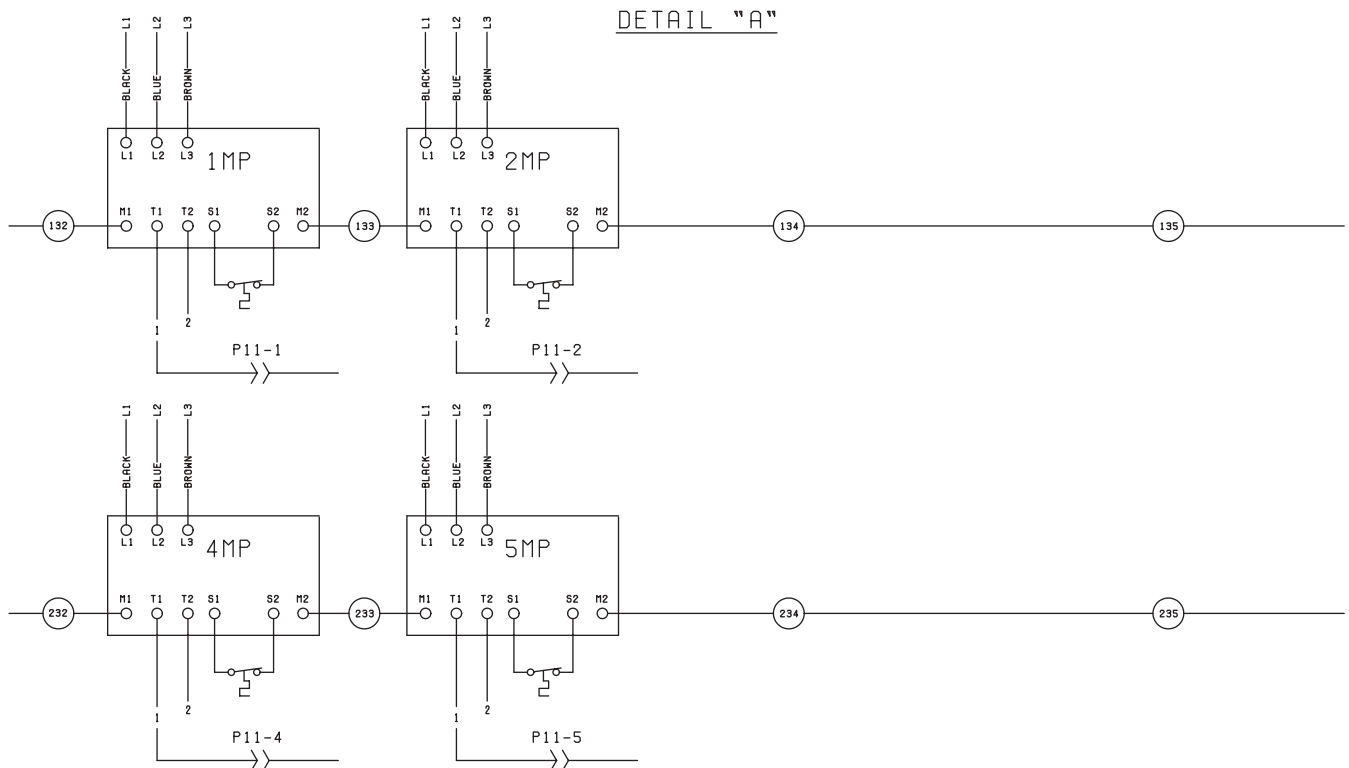 DETAIL "A"
L1 L2 L3 L1 L2 L3
BLACK BLUE BROWN BLACK BLUE BROWN
L1 L2 L3 L1 L2 L3
1MP 2MP
132 M1 T1 T2 S1 S2 M2 133 M1 T1 T2 S1 S2 M2 134 135
1 2 1 2
P11-1 P11-2
L1 L2 L3 L1 L2 L3
BLACK BLUE BROWN BLACK BLUE BROWN
L1 L2 L3 L1 L2 L3
4MP 5MP
232 M1 T1 T2 S1 S2 M2 233 M1 T1 T2 S1 S2 M2 234 235
1 2 1 2
P11-4 P11-5